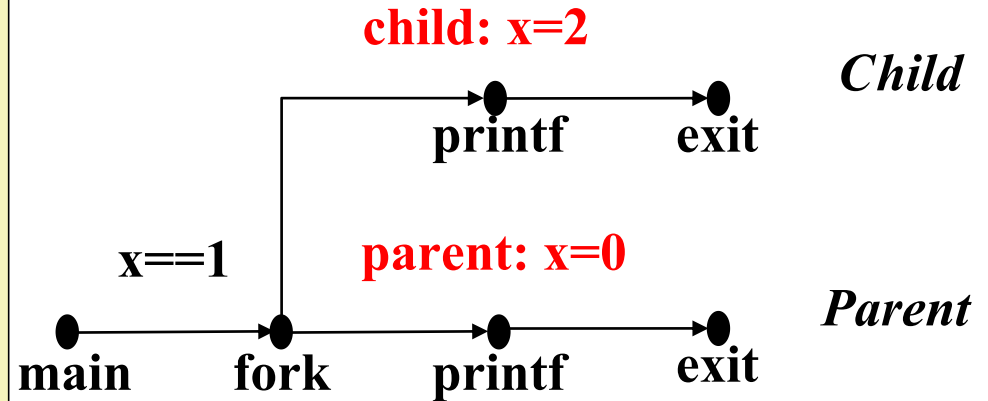 child: x=2
Child
printf
exit
x==1
parent: x=0
Parent
main
fork
printf
exit